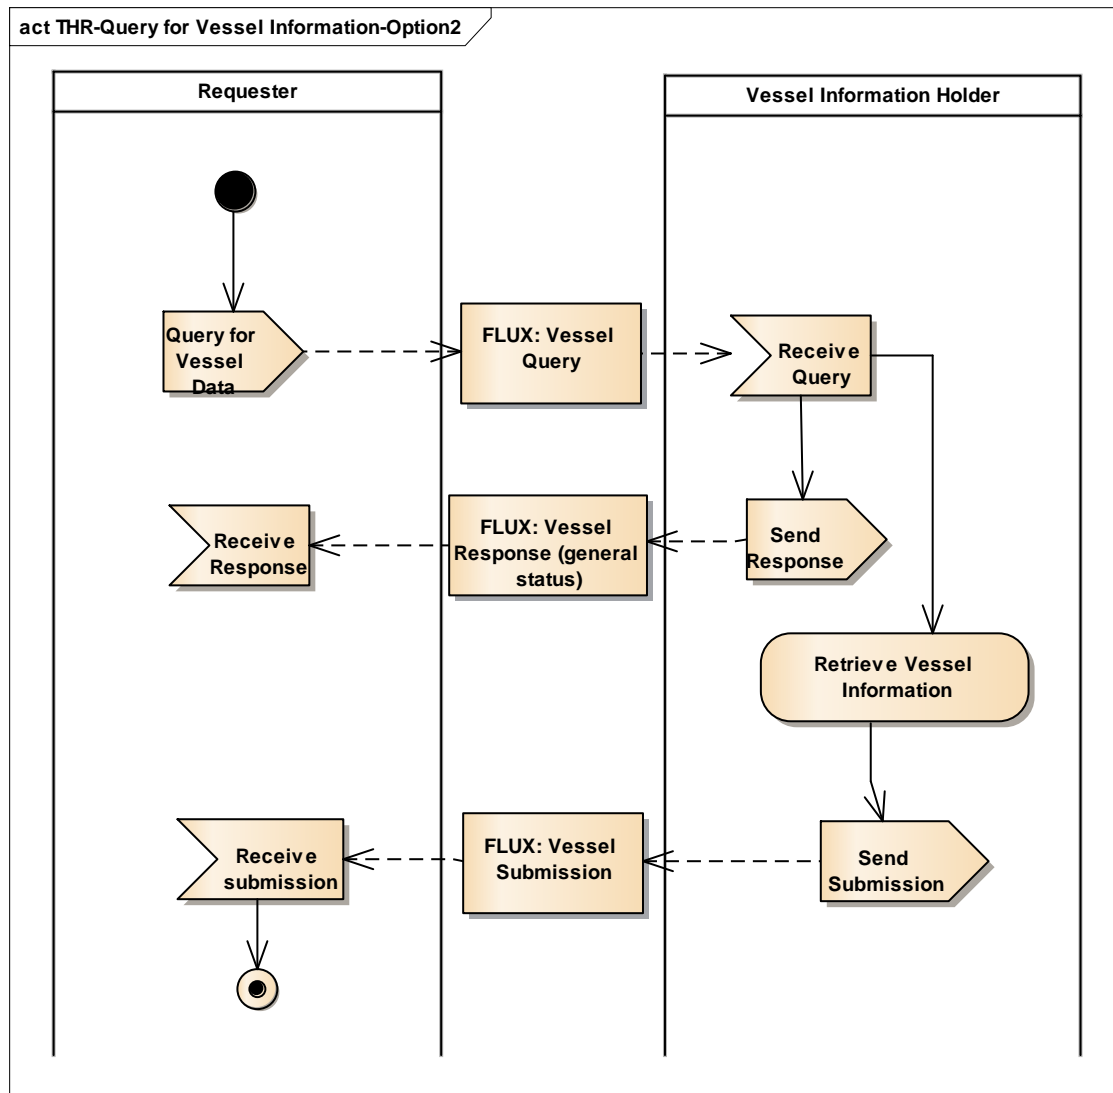 act THR-Query for Vessel Information-Option2
Requester
Vessel Information Holder
Query for
Vessel
Data
FLUX: Vessel
Query
Receive
Query
Receive
Response
FLUX: Vessel
Response (general
status)
Send
Response
Retrieve Vessel
Information
Receive
submission
FLUX: Vessel
Submission
Send
Submission